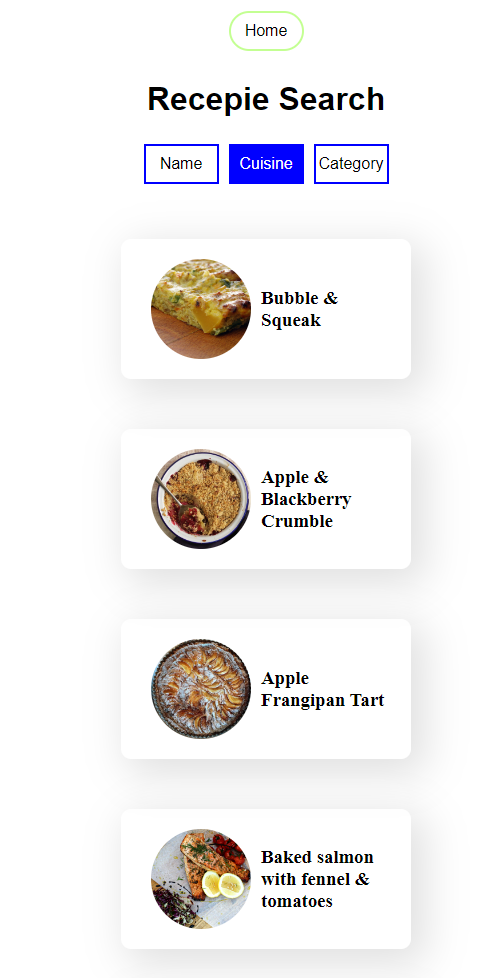 Home
Recepie Search
Name
Cuisine
Category
Bubble &
Squeak
Apple &
Blackberry
Crumble
Apple
Frangipan Tart
Baked salmon
with fennel &
tomatoes